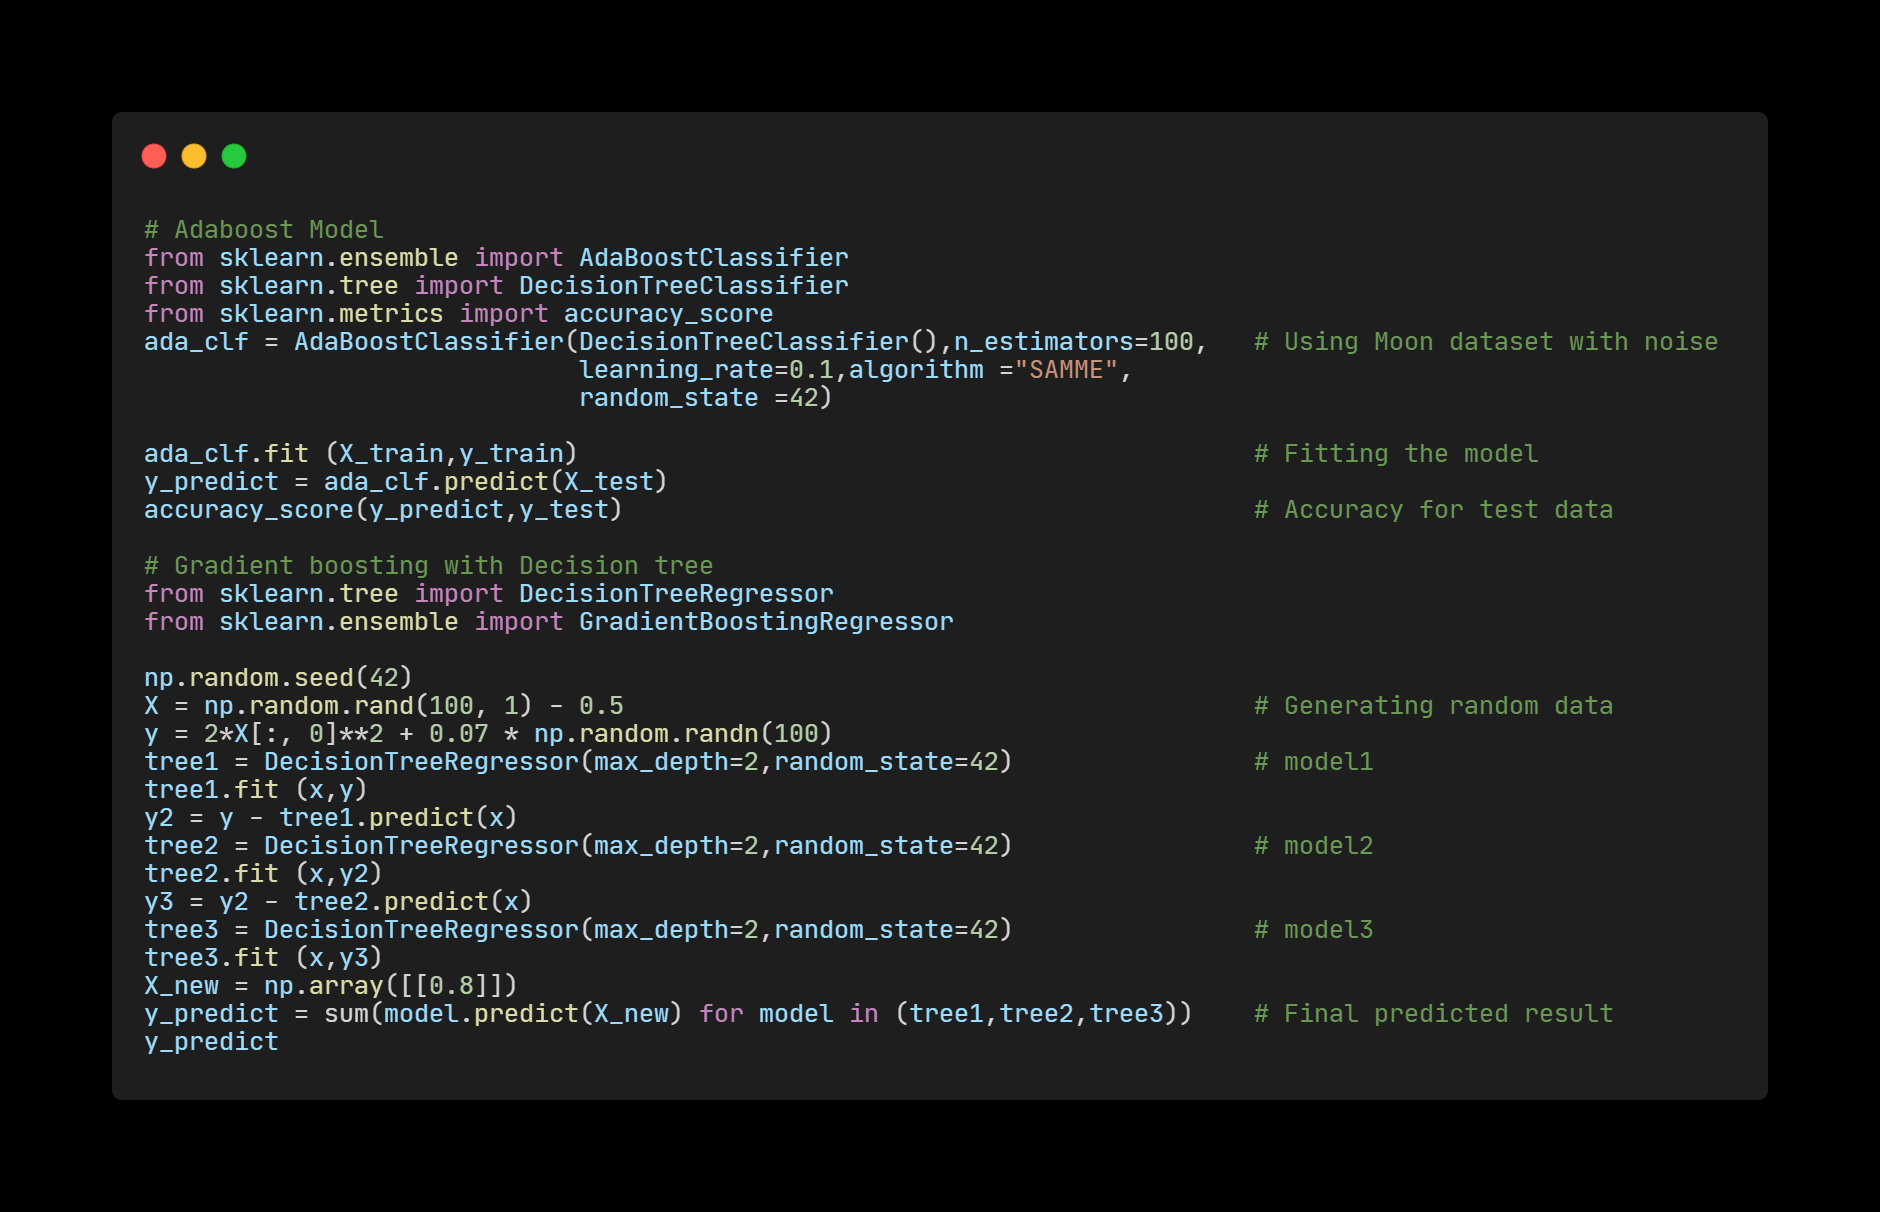 # Adaboost Model
from sklearn.ensemble import AdaBoostClassifier
from sklearn.tree import DecisionTreeClassifier
from sklearn.metrics import accuracy_score
ada_clf = AdaBoostClassifier(DecisionTreeClassifier(),n_estimators=100,   # Using Moon dataset with noise
                             learning_rate=0.1,algorithm ="SAMME",
                             random_state =42)
ada_clf.fit (X_train,y_train)                                             # Fitting the model
y_predict = ada_clf.predict(X_test)
accuracy_score(y_predict,y_test)                                          # Accuracy for test data
# Gradient boosting with Decision tree
from sklearn.tree import DecisionTreeRegressor
from sklearn.ensemble import GradientBoostingRegressor
np.random.seed(42)
X = np.random.rand(100, 1) - 0.5                                          # Generating random data
y = 2*X[:, 0]**2 + 0.07 * np.random.randn(100)
tree1 = DecisionTreeRegressor(max_depth=2,random_state=42)                # model1
tree1.fit (x,y)
y2 = y - tree1.predict(x)
tree2 = DecisionTreeRegressor(max_depth=2,random_state=42)                # model2
tree2.fit (x,y2)
y3 = y2 - tree2.predict(x)
tree3 = DecisionTreeRegressor(max_depth=2,random_state=42)                # model3
tree3.fit (x,y3)
X_new = np.array([[0.8]])
y_predict = sum(model.predict(X_new) for model in (tree1,tree2,tree3))    # Final predicted result
y_predict